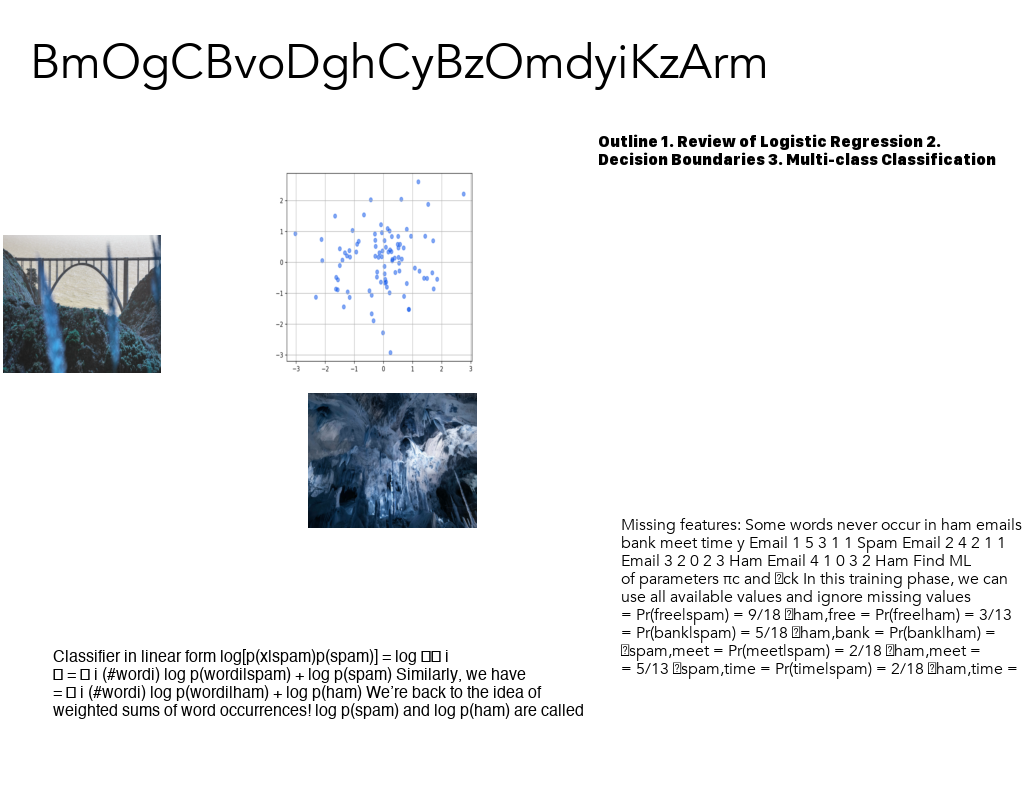 BmOgCBvoDghCyBzOmdyiKzArm
Outline 1. Review of Logistic Regression 2.
Decision Boundaries 3. Multi-class Classification
2
1
0
−1
−2
−3
−3 −2 −1 0 1 2 3
Missing features: Some words never occur in ham emails
bank meet time y Email 1 5 3 1 1 Spam Email 2 4 2 1 1
Email 3 2 0 2 3 Ham Email 4 1 0 3 2 Ham Find ML
of parameters πc and ck In this training phase, we can
use all available values and ignore missing values
= Pr(free|spam) = 9/18 ham,free = Pr(free|ham) = 3/13
= Pr(bank|spam) = 5/18 ham,bank = Pr(bank|ham) =
spam,meet = Pr(meet|spam) = 2/18 ham,meet =
= 5/13 spam,time = Pr(time|spam) = 2/18 ham,time =
Classifier in linear form log[p(x|spam)p(spam)] = log i
= i (#wordi) log p(wordi|spam) + log p(spam) Similarly, we have
= i (#wordi) log p(wordi|ham) + log p(ham) We’re back to the idea of
weighted sums of word occurrences! log p(spam) and log p(ham) are called